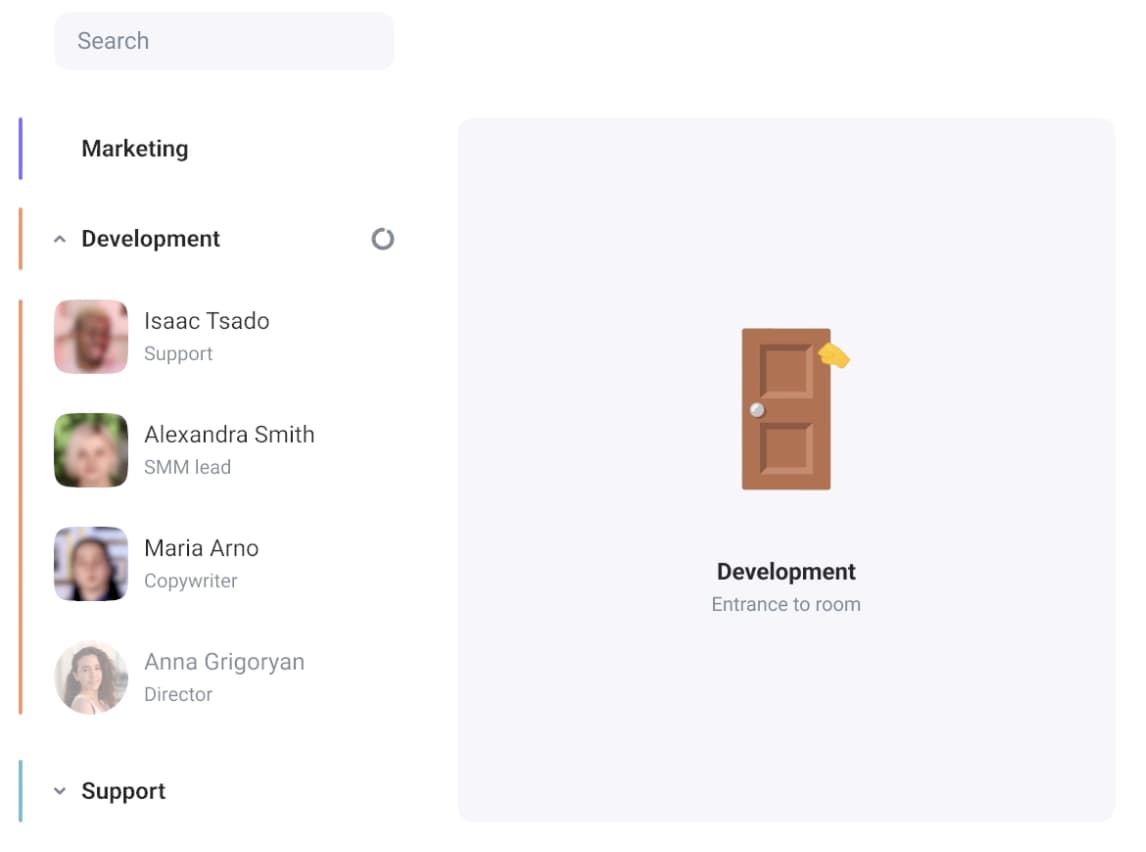 Search
Marketing
Development
Isaac Tsado
Support
Alexandra Smith
SMM lead
Maria Arno
Copywriter
Anna Grigoryan
Director
Support
Development
Entrance to room